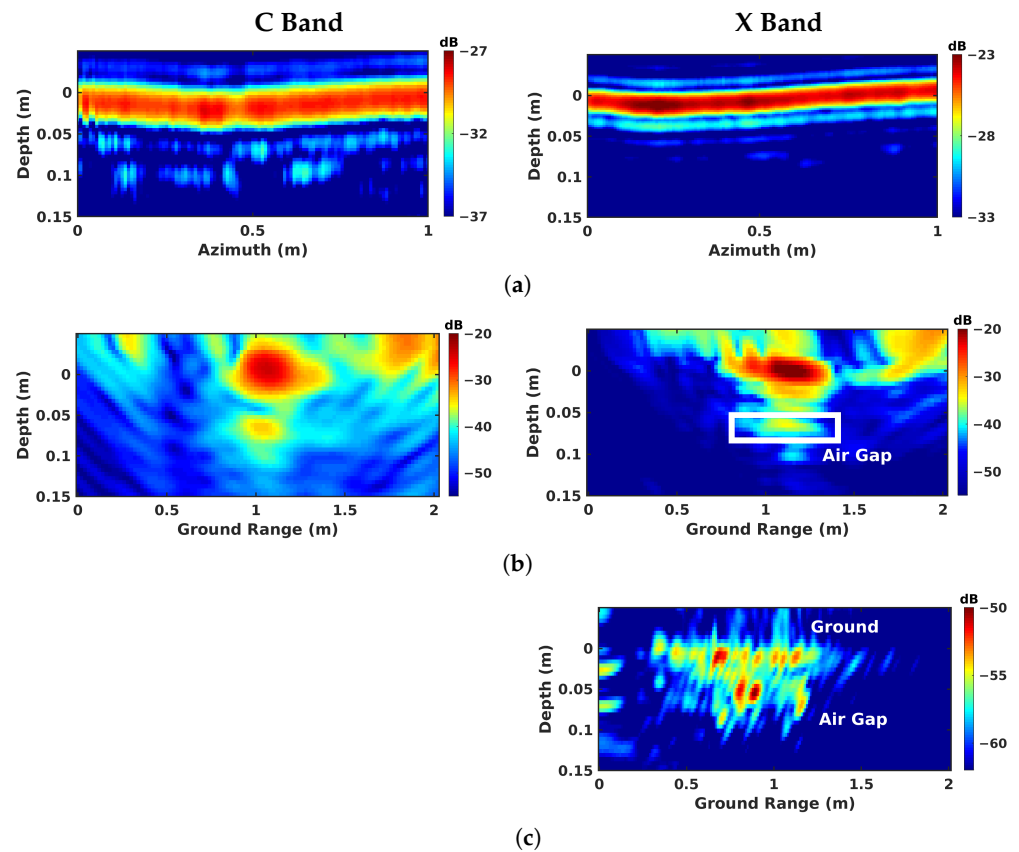 C Band
X Band
dB
−27
−32
−37
0
0.05
0.1
0.15
Depth (m)
0
0.5
1
Azimuth (m)
dB
−23
−28
−33
0
0.05
0.1
0.15
Depth (m)
0
0.5
1
Azimuth (m)
(a)
dB
−20
−30
−40
−50
0
0.05
0.1
0.15
Depth (m)
0
0.5
1
1.5
2
Ground Range (m)
dB
−20
−30
−40
−50
0
0.05
0.1
0.15
Depth (m)
Air Gap
0
0.5
1
1.5
2
Ground Range (m)
(b)
dB
−50
−55
−60
0
0.05
0.1
0.15
Depth (m)
Ground
Air Gap
0
0.5
1
1.5
2
Ground Range (m)
(c)